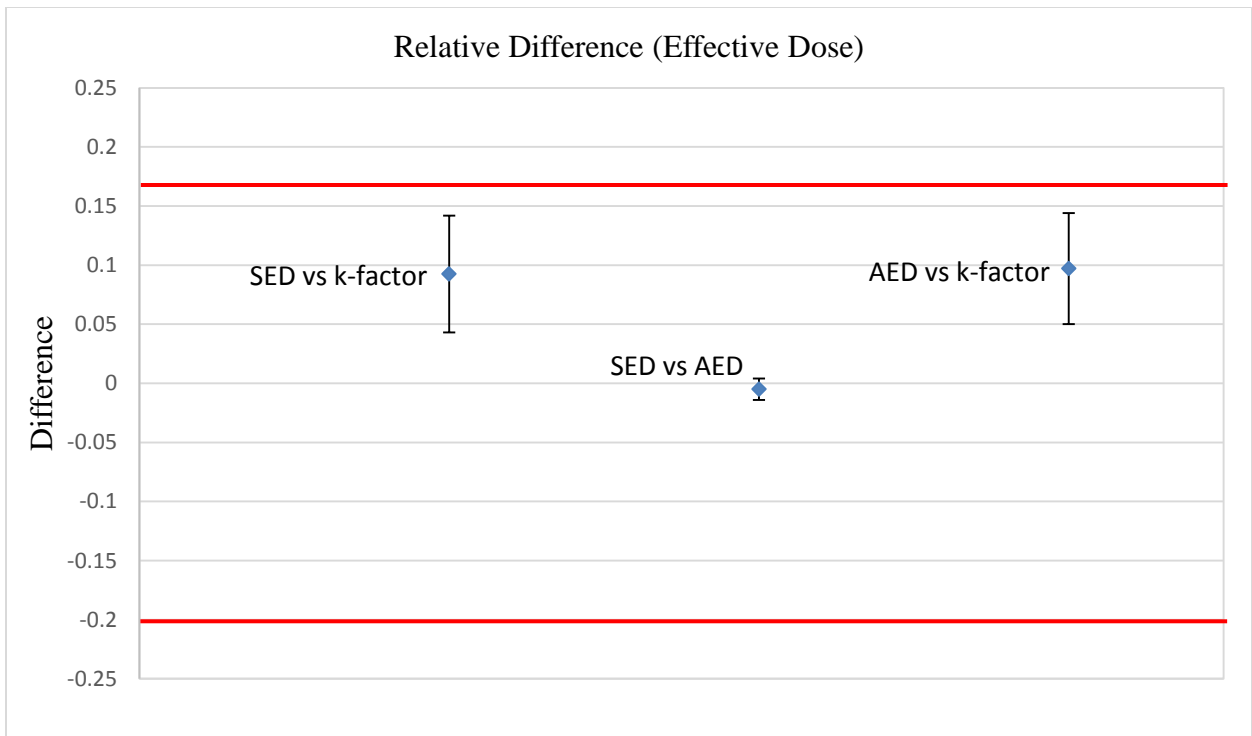 Relative Difference (Effective Dose)
0.25
0.2
0.15
0.1
0.05
0
-0.05
-0.1
-0.15
-0.2
-0.25
Difference
SED vs k-factor
SED vs AED
AED vs k-factor